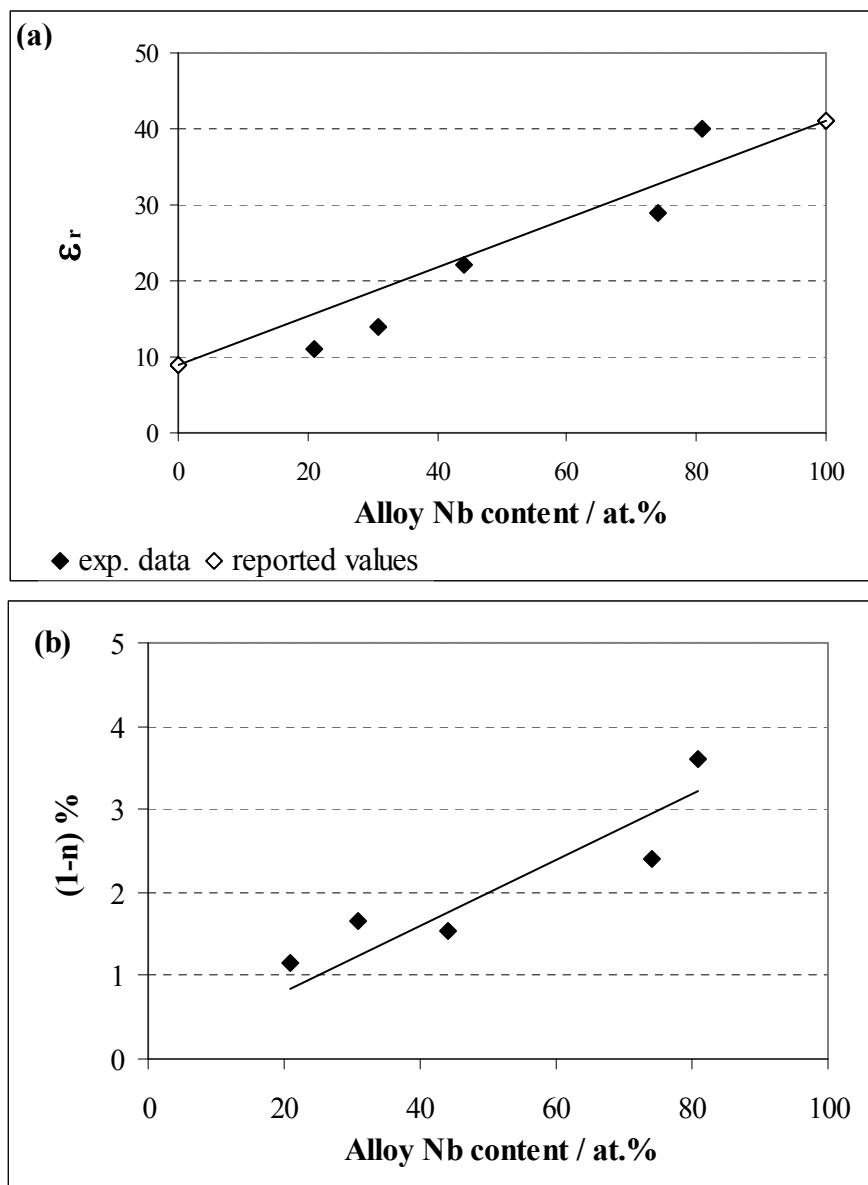 (a)
50
40
30
20
10
0
εr
0 20 40 60 80 100
Alloy Nb content / at.%
◆ exp. data ◇ reported values
(b)
5
4
3
2
1
0
(1-n) %
0 20 40 60 80 100
Alloy Nb content / at.%